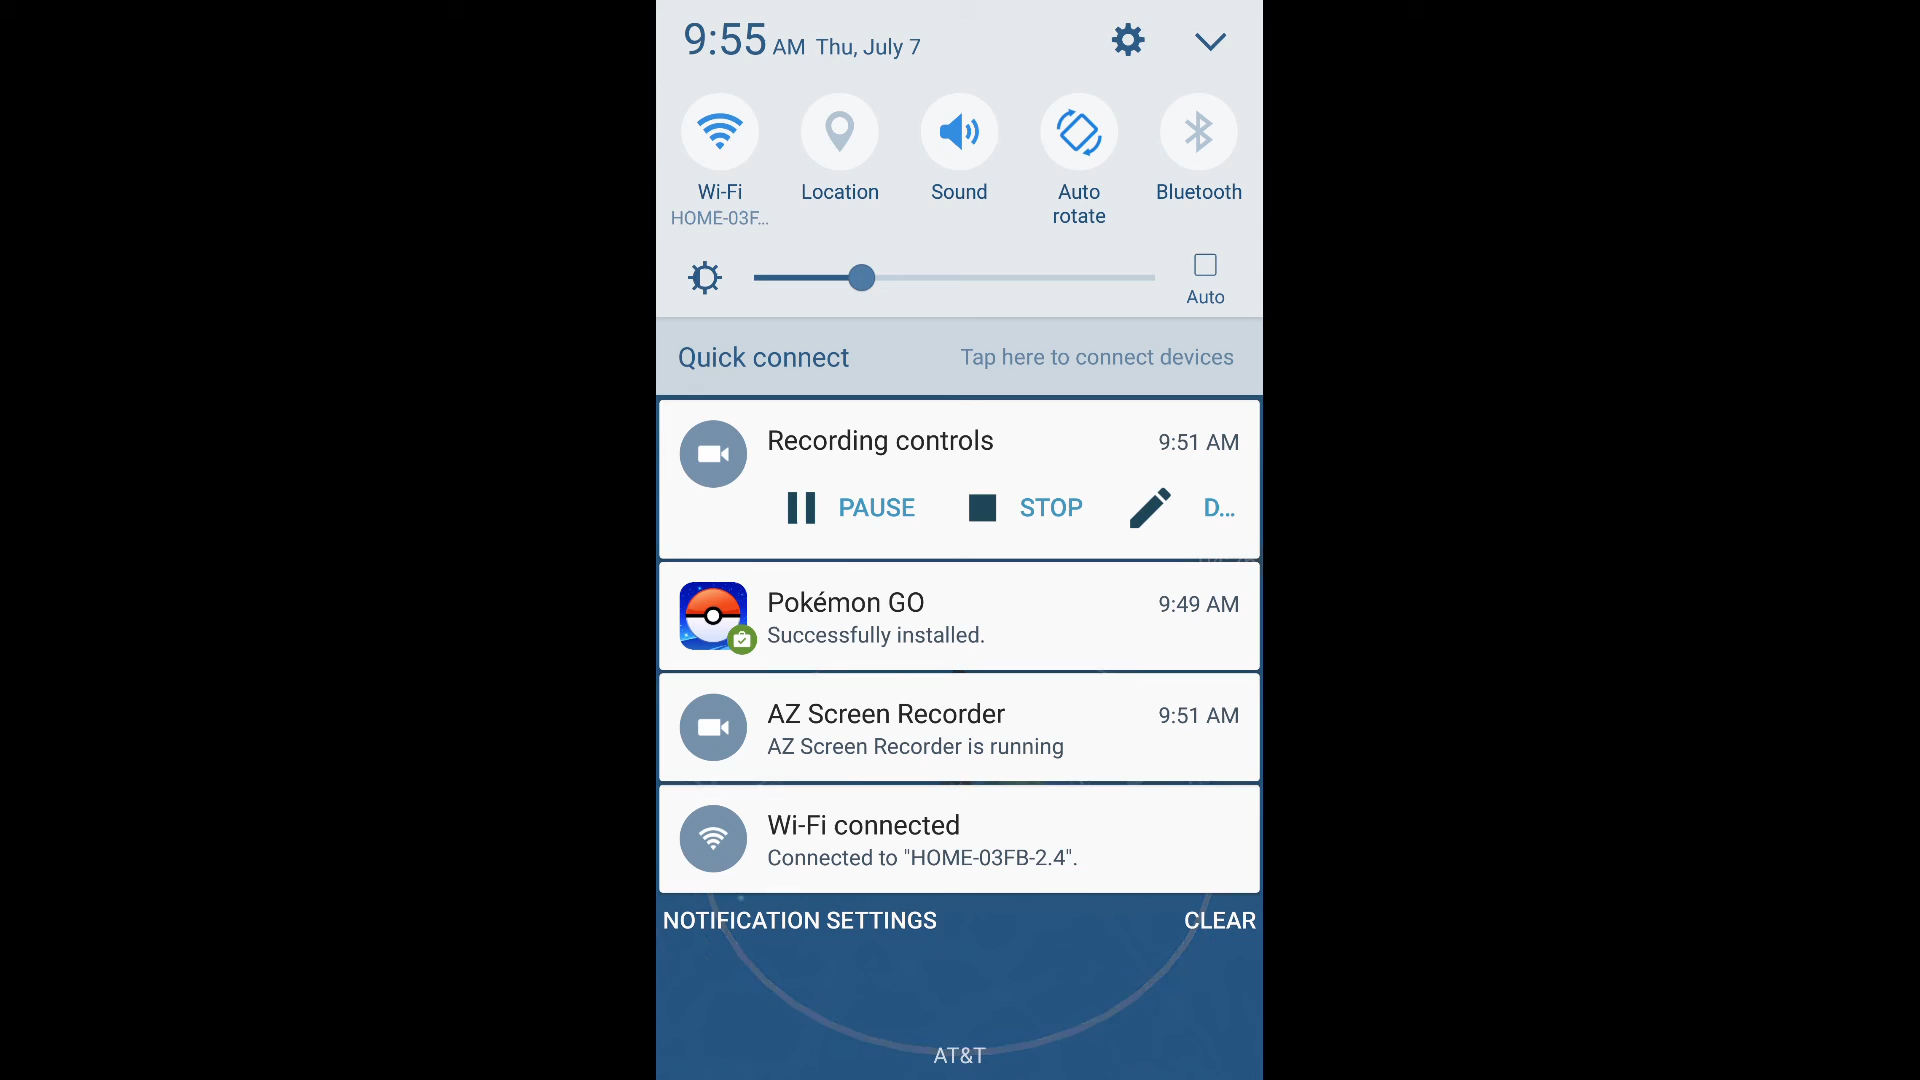 9:55 AM Thu, July 7
Wi-Fi Location Sound Auto rotate Bluetooth
HOME-03F...
Auto
Quick connect Tap here to connect devices
Recording controls 9:51 AM
PAUSE STOP D...
Pokémon GO 9:49 AM
Successfully installed.
AZ Screen Recorder 9:51 AM
AZ Screen Recorder is running
Wi-Fi connected
Connected to "HOME-03FB-2.4".
NOTIFICATION SETTINGS CLEAR
AT&T